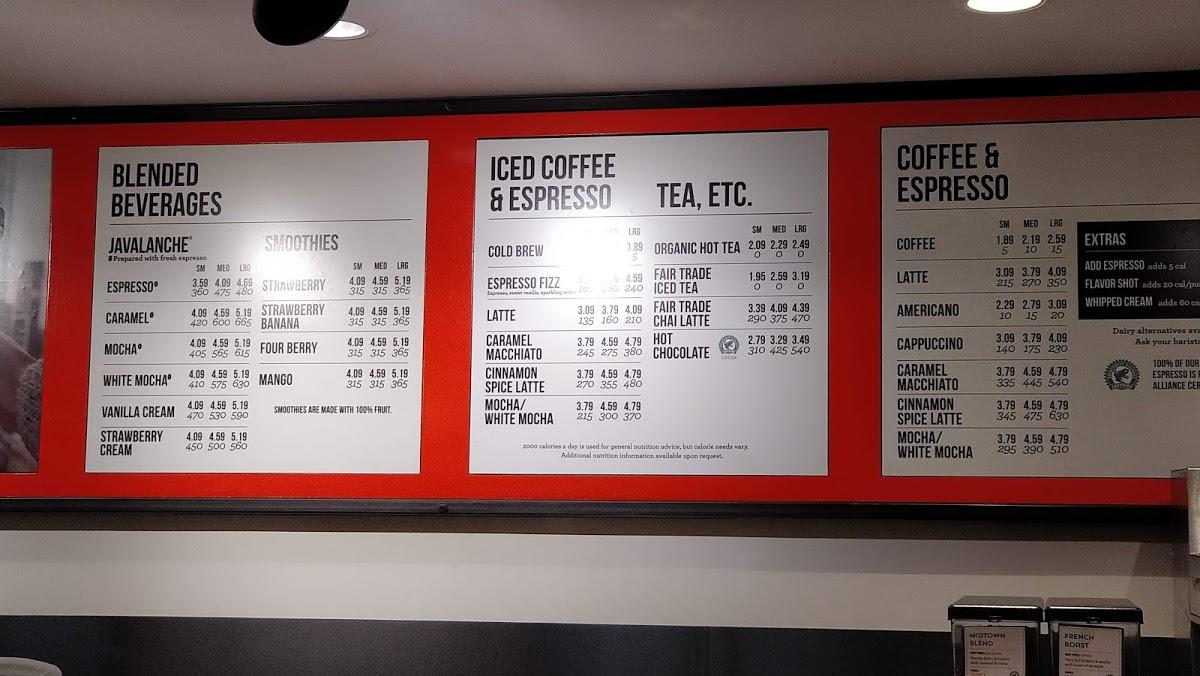 BLENDED
BEVERAGES
JAVALANCHE®
Prepared with fresh espresso
SM MED LRG
ESPRESSO 3.59 4.09 4.69
360 475 480
CARAMEL 4.09 4.59 5.19
420 600 665
MOCHA 4.09 4.59 5.19
405 565 615
WHITE MOCHA 4.09 4.59 5.19
410 575 630
VANILLA CREAM 4.09 4.59 5.19
470 530 590
STRAWBERRY
CREAM 4.09 4.59 5.19
450 500 560
SMOOTHIES
SM MED LRG
STRAWBERRY 4.09 4.59 5.19
315 315 365
STRAWBERRY
BANANA 4.09 4.59 5.19
315 315 365
FOUR BERRY 4.09 4.59 5.19
315 315 365
MANGO 4.09 4.59 5.19
315 315 365
SMOOTHIES ARE MADE WITH 100% FRUIT.
ICED COFFEE
& ESPRESSO
LRG
COLD BREW 3.89
5
ESPRESSO FIZZ 4.59
240
Espresso, sweet vanilla, sparkling water
LATTE 3.09 3.79 4.09
135 160 210
CARAMEL
MACCHIATO 3.79 4.59 4.79
245 275 380
CINNAMON
SPICE LATTE 3.79 4.59 4.79
270 355 480
MOCHA/
WHITE MOCHA 3.79 4.59 4.79
215 300 370
TEA, ETC.
SM MED LRG
ORGANIC HOT TEA 2.09 2.29 2.49
0 0 0
FAIR TRADE
ICED TEA 1.95 2.59 3.19
0 0 0
FAIR TRADE
CHAI LATTE 3.39 4.09 4.39
290 375 470
HOT
CHOCOLATE 2.79 3.29 3.49
310 425 540
COCOA
2000 calories a day is used for general nutrition advice, but calorie needs vary.
Additional nutrition information available upon request.
COFFEE &
ESPRESSO
SM MED LRG
COFFEE 1.89 2.19 2.59
5 10 15
LATTE 3.09 3.79 4.09
215 270 350
AMERICANO 2.29 2.79 3.09
10 15 20
CAPPUCCINO 3.09 3.79 4.09
140 175 230
CARAMEL
MACCHIATO 3.79 4.59 4.79
335 445 540
CINNAMON
SPICE LATTE 3.79 4.59 4.79
345 475 630
MOCHA/
WHITE MOCHA 3.79 4.59 4.79
295 390 510
EXTRAS
ADD ESPRESSO adds 5 cal
FLAVOR SHOT adds 20 cal/pu
WHIPPED CREAM adds 60 ca
Dairy alternatives ava
Ask your barista
100% OF OUR
ESPRESSO IS
ALLIANCE CER
MIDTOWN
BLEND
FRENCH
ROAST